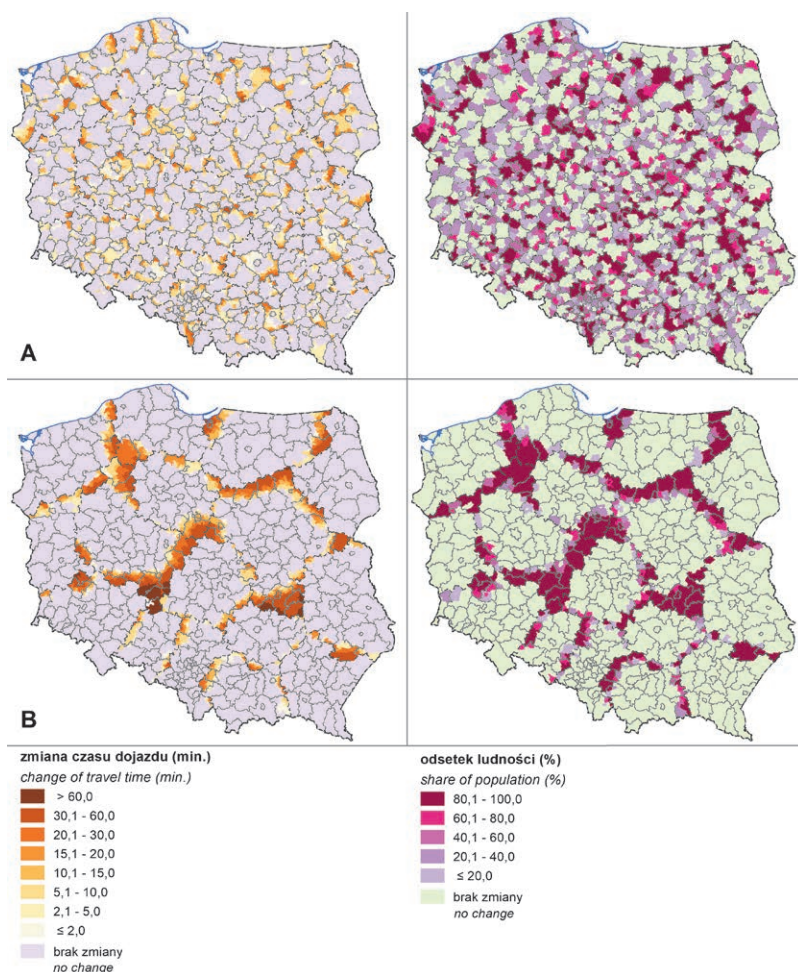 A
B
zmiana czasu dojazdu (min.)
change of travel time (min.)
> 60,0
30,1 - 60,0
20,1 - 30,0
15,1 - 20,0
10,1 - 15,0
5,1 - 10,0
2,1 - 5,0
≤ 2,0
brak zmiany
no change
odsetek ludności (%)
share of population (%)
80,1 - 100,0
60,1 - 80,0
40,1 - 60,0
20,1 - 40,0
≤ 20,0
brak zmiany
no change